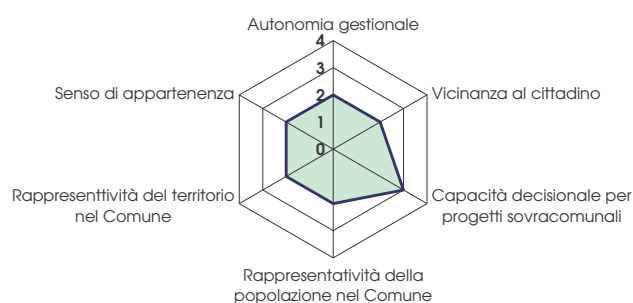 Autonomia gestionale
4
3
2
1
0
Senso di appartenenza
Vicinanza al cittadino
Rappresenttività del territorio
nel Comune
Capacità decisionale per
progetti sovracomunali
Rappresentatività della
popolazione nel Comune